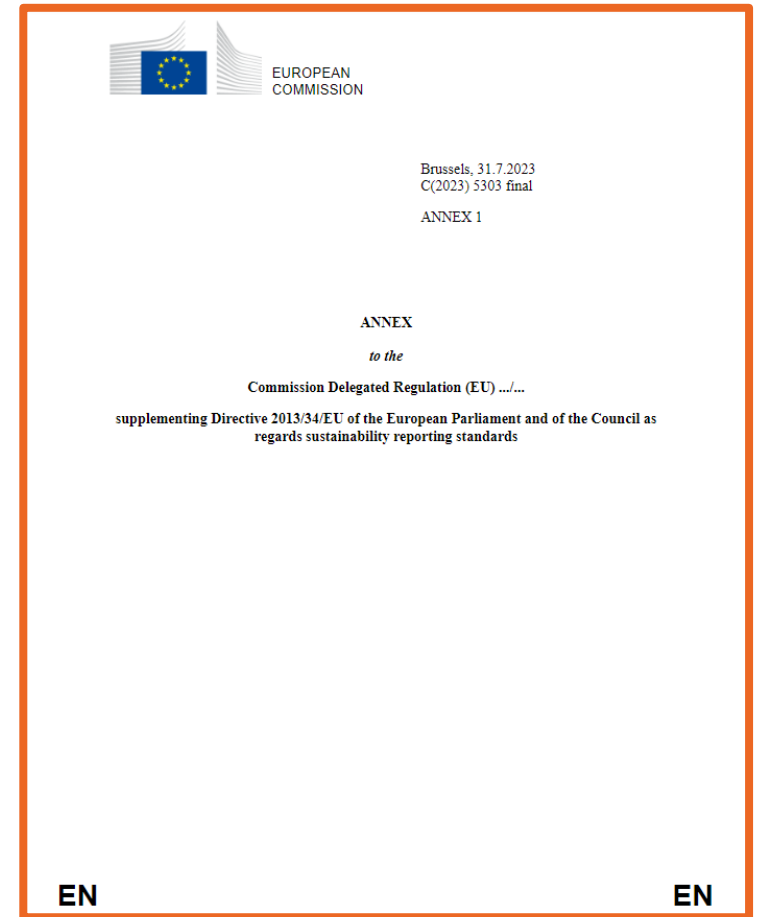 EUROPEAN
COMMISSION
Brussels, 31.7.2023
C(2023) 5303 final
ANNEX 1
ANNEX
to the
Commission Delegated Regulation (EU) .../...
supplementing Directive 2013/34/EU of the European Parliament and of the Council as
regards sustainability reporting standards
EN EN